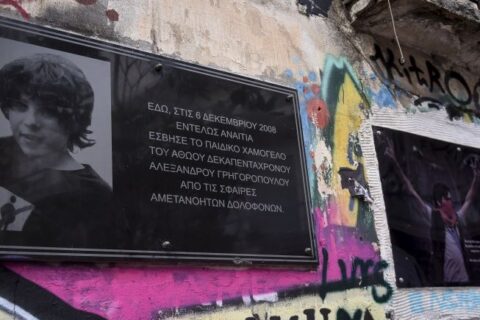 ΕΔΩ, ΣΤΙΣ 6 ΔΕΚΕΜΒΡΙΟΥ 2008
ΕΝΤΕΛΩΣ ΑΝΑΙΤΙΑ
ΕΣΒΗΣΕ ΤΟ ΠΑΙΔΙΚΟ ΧΑΜΟΓΕΛΟ
ΤΟΥ ΑΘΩΟΥ ΔΕΚΑΠΕΝΤΑΧΡΟΝΟΥ
ΑΛΕΞΑΝΔΡΟΥ ΓΡΗΓΟΡΟΠΟΥΛΟΥ
ΑΠΟ ΤΙΣ ΣΦΑΙΡΕΣ
ΑΜΕΤΑΝΟΗΤΩΝ ΔΟΛΟΦΟΝΩΝ.